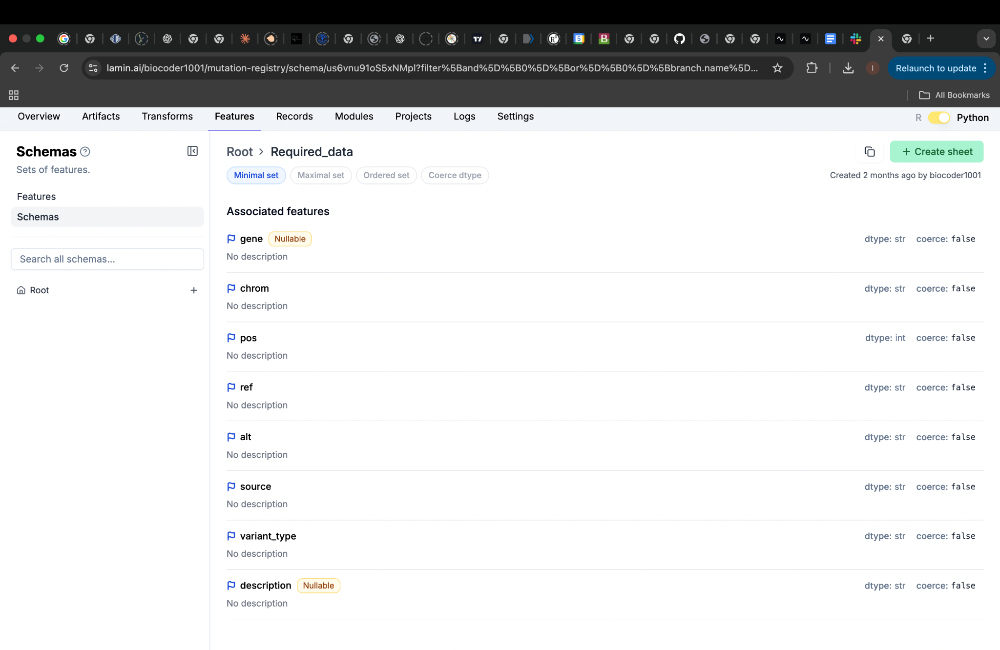 lamin.ai/biocoder1001/mutation-registry/schema/us6vnu91oS5xNMpl?filter%5Band%5D%5B0%5D%5Bor%5D%5B0%5D%5Bbranch.name%5D...
Relaunch to update
All Bookmarks
Overview Artifacts Transforms Features Records Modules Projects Logs Settings R Python
Schemas
Sets of features.
Features
Schemas
Search all schemas...
Root +
Root > Required_data
+ Create sheet
Minimal set Maximal set Ordered set Coerce dtype
Created 2 months ago by biocoder1001
Associated features
gene Nullable dtype: str coerce: false
No description
chrom dtype: str coerce: false
No description
pos dtype: int coerce: false
No description
ref dtype: str coerce: false
No description
alt dtype: str coerce: false
No description
source dtype: str coerce: false
No description
variant_type dtype: str coerce: false
No description
description Nullable dtype: str coerce: false
No description